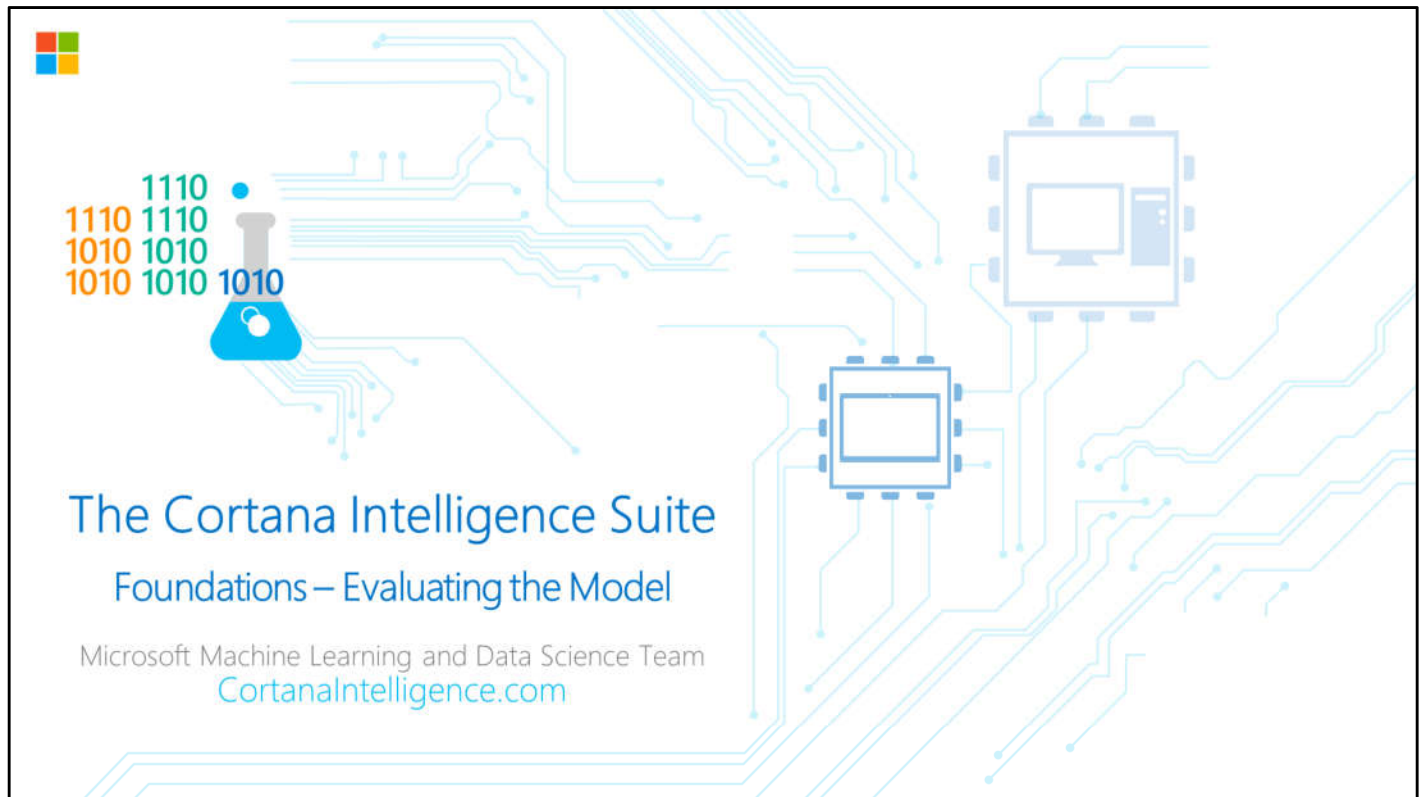 1110
1110 1110
1010 1010
1010 1010 1010
The Cortana Intelligence Suite
Foundations – Evaluating the Model
Microsoft Machine Learning and Data Science Team
CortanaIntelligence.com